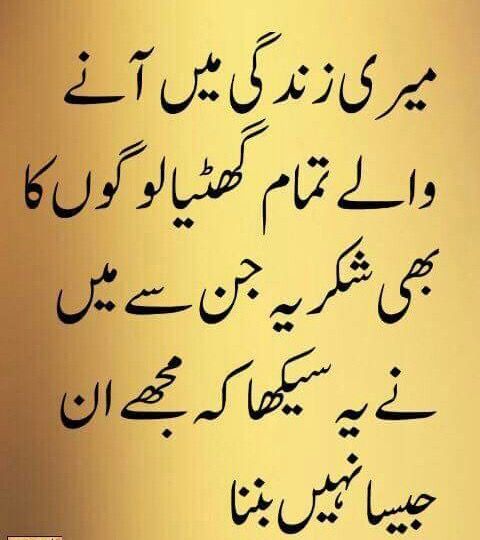 میری زندگی میں آنے
والے تمام گھٹیا لوگوں کا
بھی شکریہ جن سے میں
نے یہ سیکھا کہ مجھے ان
جیسا نہیں بننا